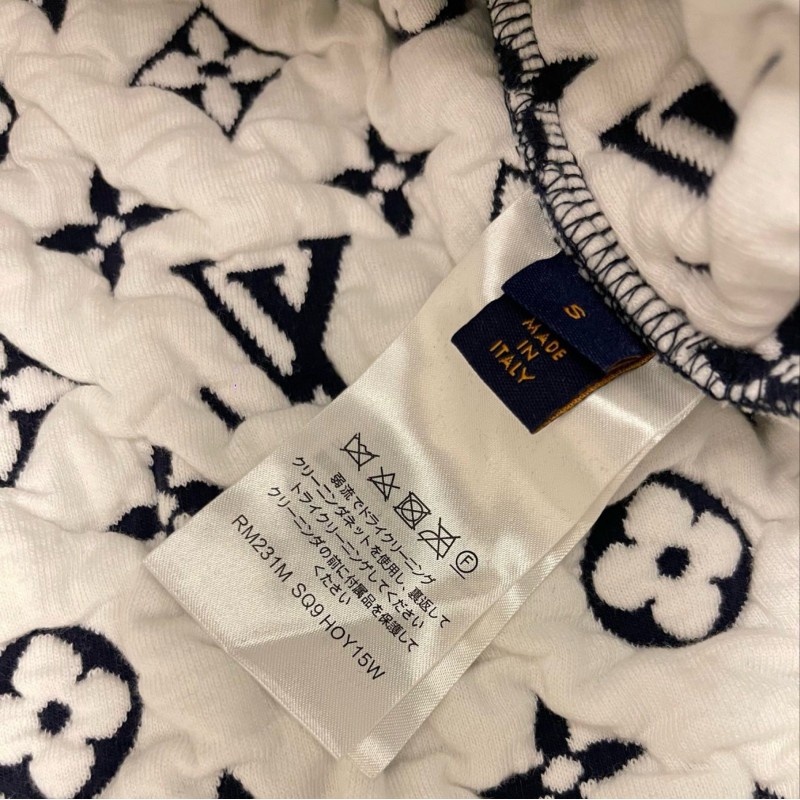 S
MADE
IN
ITALY
F
弱流でドライクリーニング
クリーニンダネットを使用し、裏返して
トライクリーニングしてください
クリーニンダの前に付属品を保護して
ください
RM231M SQ9 HOY15W